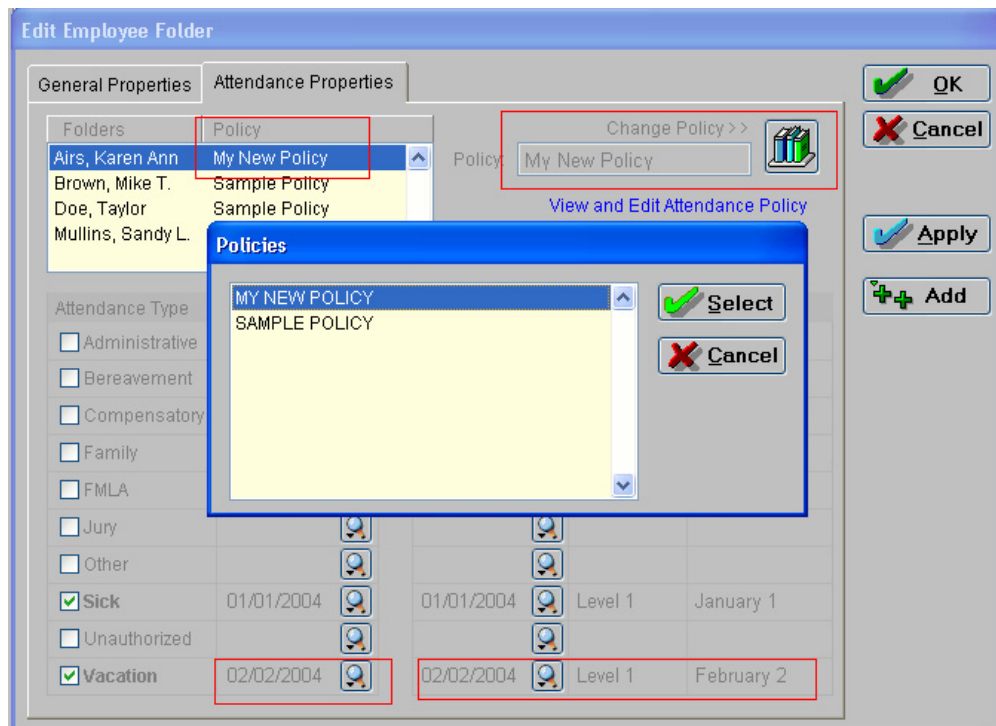 Edit Employee Folder
General Properties Attendance Properties
OK
Cancel
Apply
Add
Folders Policy
Airs, Karen Ann My New Policy
Brown, Mike T. Sample Policy
Doe, Taylor Sample Policy
Mullins, Sandy L.
Change Policy >>
Policy: My New Policy
View and Edit Attendance Policy
Policies
MY NEW POLICY
SAMPLE POLICY
Select
Cancel
Attendance Type
Administrative
Bereavement
Compensatory
Family
FMLA
Jury
Other
Sick 01/01/2004 01/01/2004 Level 1 January 1
Unauthorized
Vacation 02/02/2004 02/02/2004 Level 1 February 2